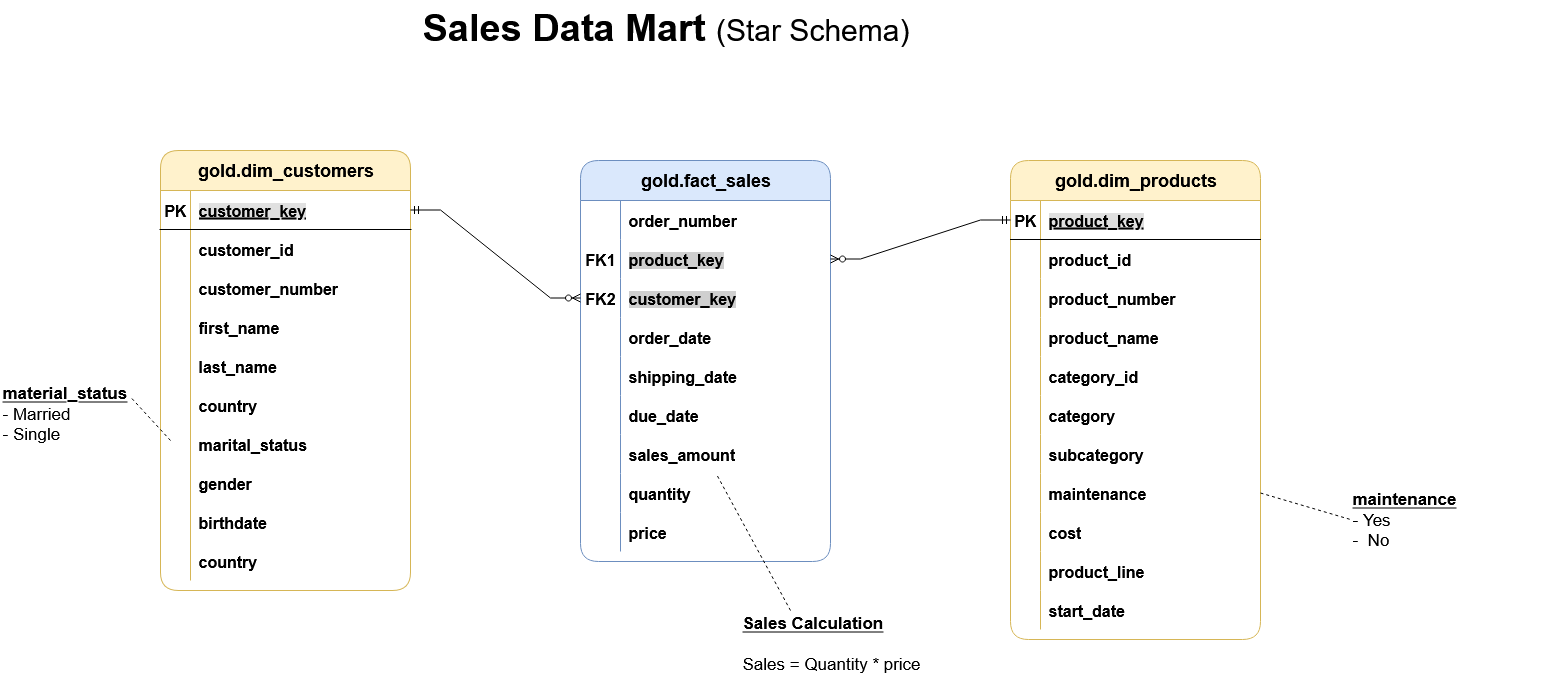 Sales Data Mart (Star Schema)
gold.dim_customers
PK customer_key
customer_id
customer_number
first_name
last_name
country
marital_status
gender
birthdate
country
material_status
- Married
- Single
gold.fact_sales
order_number
FK1 product_key
FK2 customer_key
order_date
shipping_date
due_date
sales_amount
quantity
price
Sales Calculation
Sales = Quantity * price
gold.dim_products
PK product_key
product_id
product_number
product_name
category_id
category
subcategory
maintenance
cost
product_line
start_date
maintenance
- Yes
- No